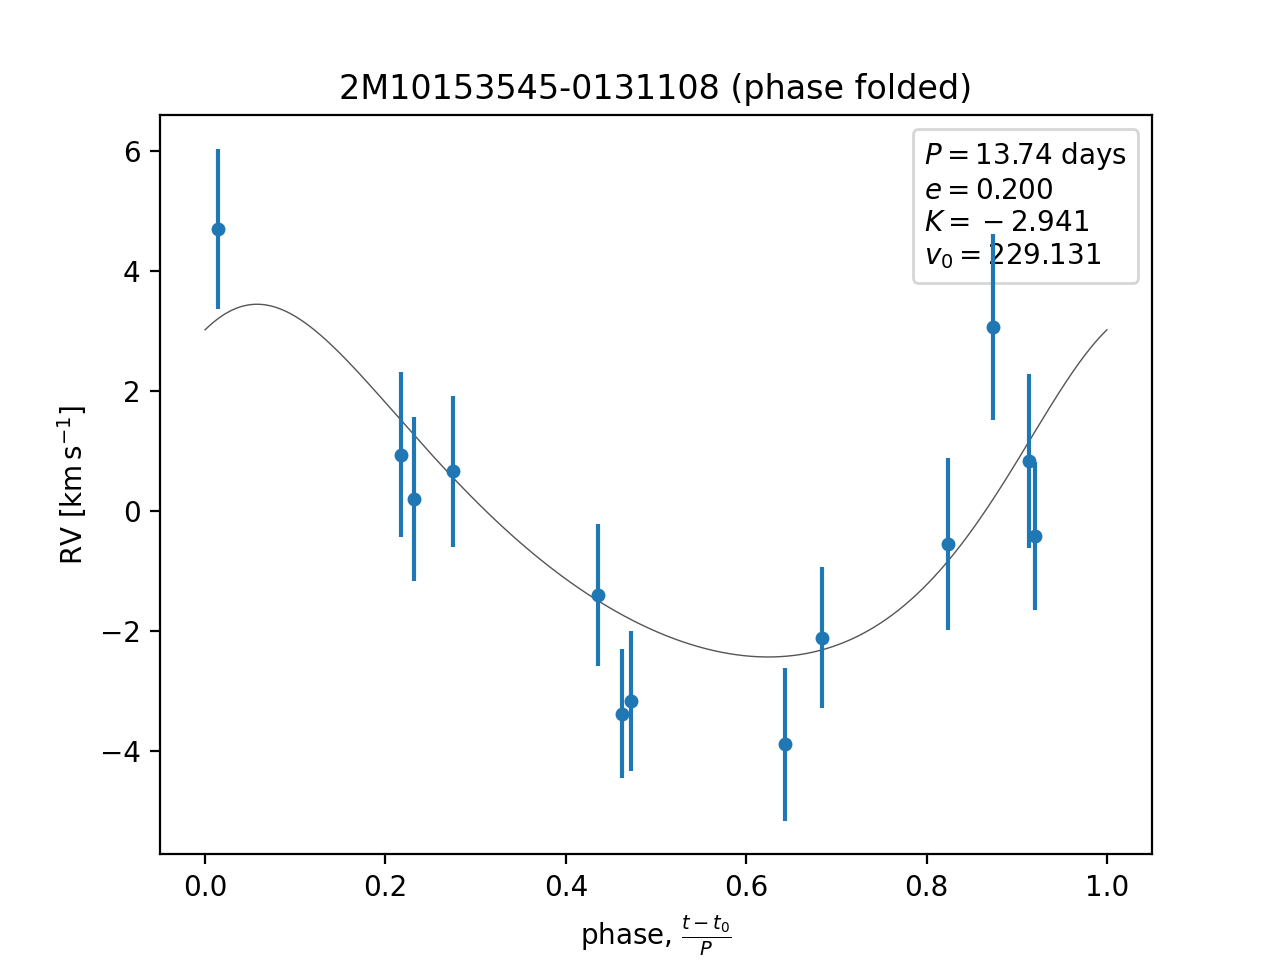 2M10153545-0131108 (phase folded)
P = 13.74 days
e = 0.200
K = −2.941
v₀ = 229.131
RV [km s⁻¹]
6
4
2
0
−2
−4
0.0 0.2 0.4 0.6 0.8 1.0
phase, (t − t₀)/P